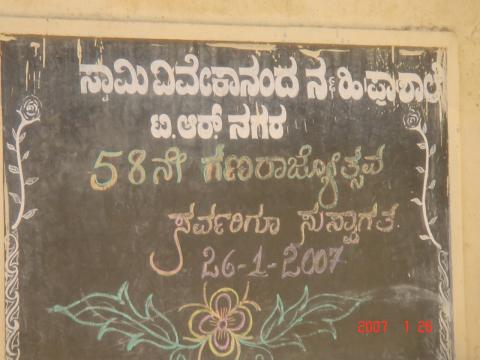 ಸ್ವಾಮಿ ವಿವೇಕಾನಂದ ನ ಹಿ ಪ್ರಾ ಶಾಲೆ
ಟಿ.ಆರ್ ನಗರ
58ನೇ ಗಣರಾಜ್ಯೋತ್ಸವ
ಸರ್ವರಿಗೂ ಸುಸ್ವಾಗತ
26-1-2007
2007 1 26